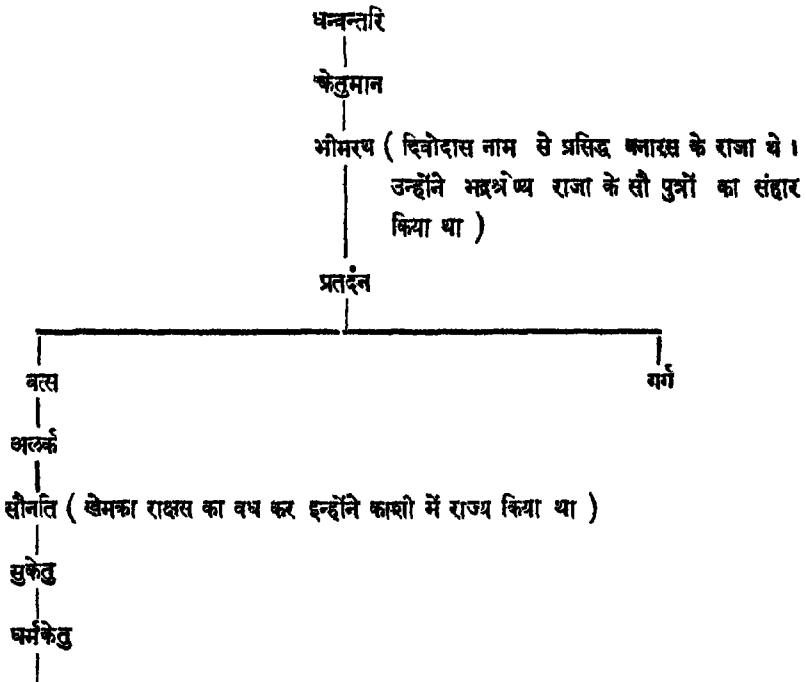 धन्वन्तरि
केतुमान
भीमरथ ( दिवोदास नाम से प्रसिद्ध बनारस के राजा थे ।
उन्होंने भद्रश्रेण्य राजा के सौ पुत्रों का संहार
किया था )
प्रतर्दन
वत्स गर्ग
अलर्क
सौनति ( खेमका राक्षस का वध कर इन्होंने काशी में राज्य किया था )
सुकेतु
धर्मकेतु